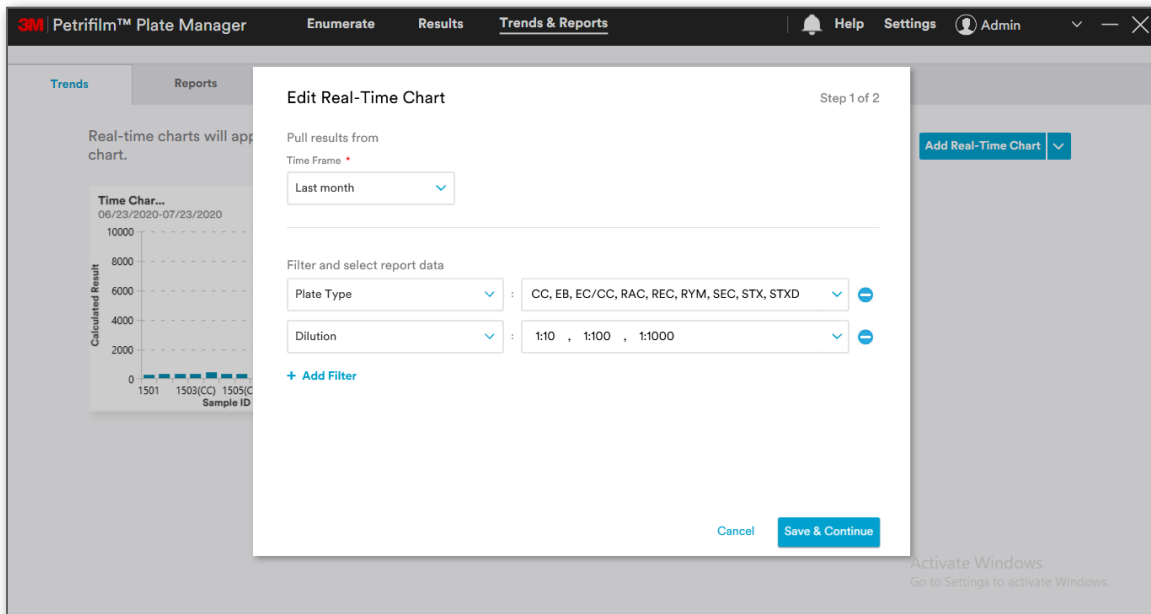 3M Petrifilm™ Plate Manager
Enumerate
Results
Trends & Reports
Help
Settings
Admin
Trends
Reports
Real-time charts will app
chart.
Add Real-Time Chart
Time Char...
06/23/2020-07/23/2020
10000
8000
6000
4000
2000
0
Calculated Result
1501 1503(CC) 1505(C
Sample ID
Edit Real-Time Chart
Step 1 of 2
Pull results from
Time Frame *
Last month
Filter and select report data
Plate Type : CC, EB, EC/CC, RAC, REC, RYM, SEC, STX, STXD
Dilution : 1:10 , 1:100 , 1:1000
+ Add Filter
Cancel
Save & Continue
Activate Windows
Go to Settings to activate Windows.